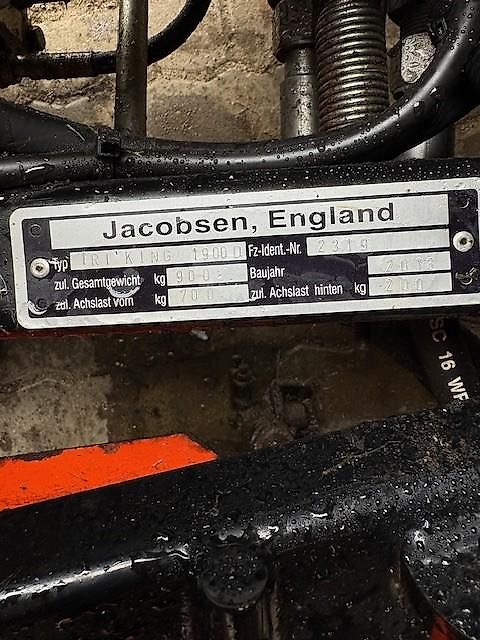 Jacobsen, England
Typ TRI KING 1900D Fz-Ident.-Nr. 2319
zul. Gesamtgewicht kg 900 Baujahr
zul. Achslast vorn kg 700 zul. Achslast hinten kg 200
SC 16 WP